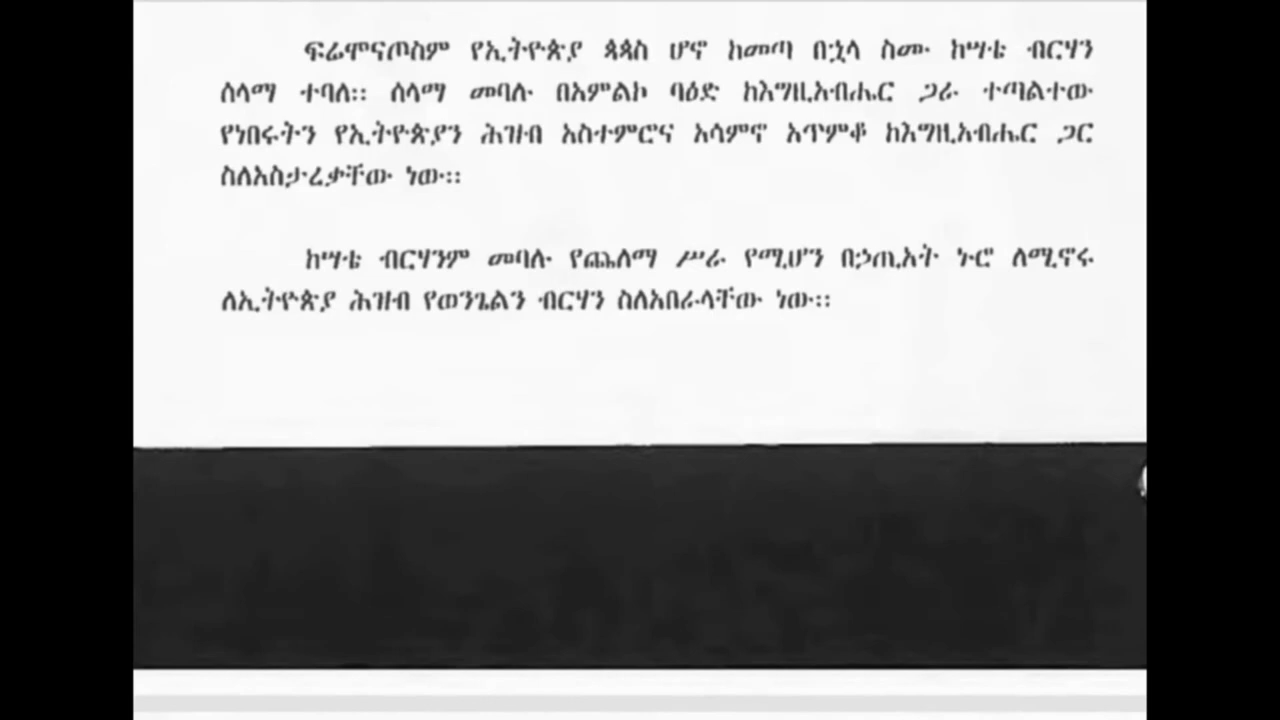 ፍሬሞናጦስም የኢትዮጵያ ጳጳስ ሆኖ ከመጣ በኋላ ስሙ ከሣቴ ብርሃን
ሰላማ ተባለ፡፡ ሰላማ መባሉ በአምልኮ ባዕድ ከእግዚአብሔር ጋራ ተጣልተው
የነበሩትን የኢትዮጵያን ሕዝብ አስተምሮና አሳምኖ አጥምቆ ከእግዚአብሔር ጋር
ስለአስታረቃቸው ነው፡፡
ከሣቴ ብርሃንም መባሉ የጨለማ ሥራ የሚሆን በኃጢአት ኑሮ ለሚኖሩ
ለኢትዮጵያ ሕዝብ የወንጌልን ብርሃን ስለአበራላቸው ነው፡፡